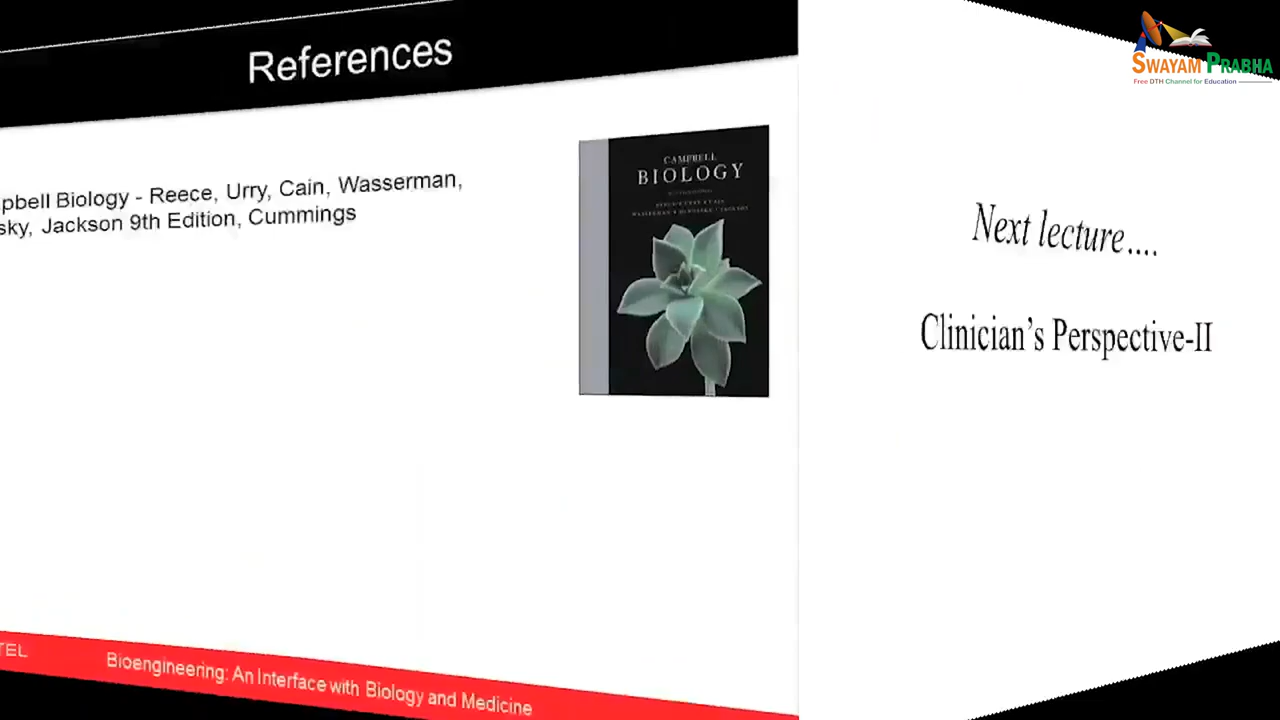 References
pbell Biology - Reece, Urry, Cain, Wasserman,
sky, Jackson 9th Edition, Cummings
CAMPBELL
BIOLOGY
Next lecture....
Clinician's Perspective-II
TEL
Bioengineering: An Interface with Biology and Medicine
SWAYAM PRABHA
Free DTH Channel for Education